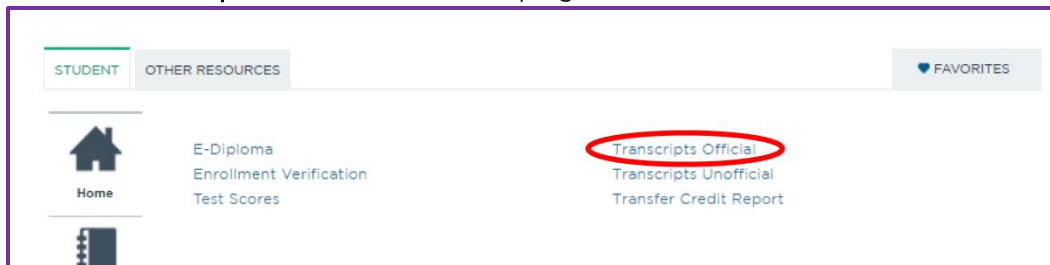 STUDENT OTHER RESOURCES FAVORITES
E-Diploma Transcripts Official
Enrollment Verification Transcripts Unofficial
Home Test Scores Transfer Credit Report